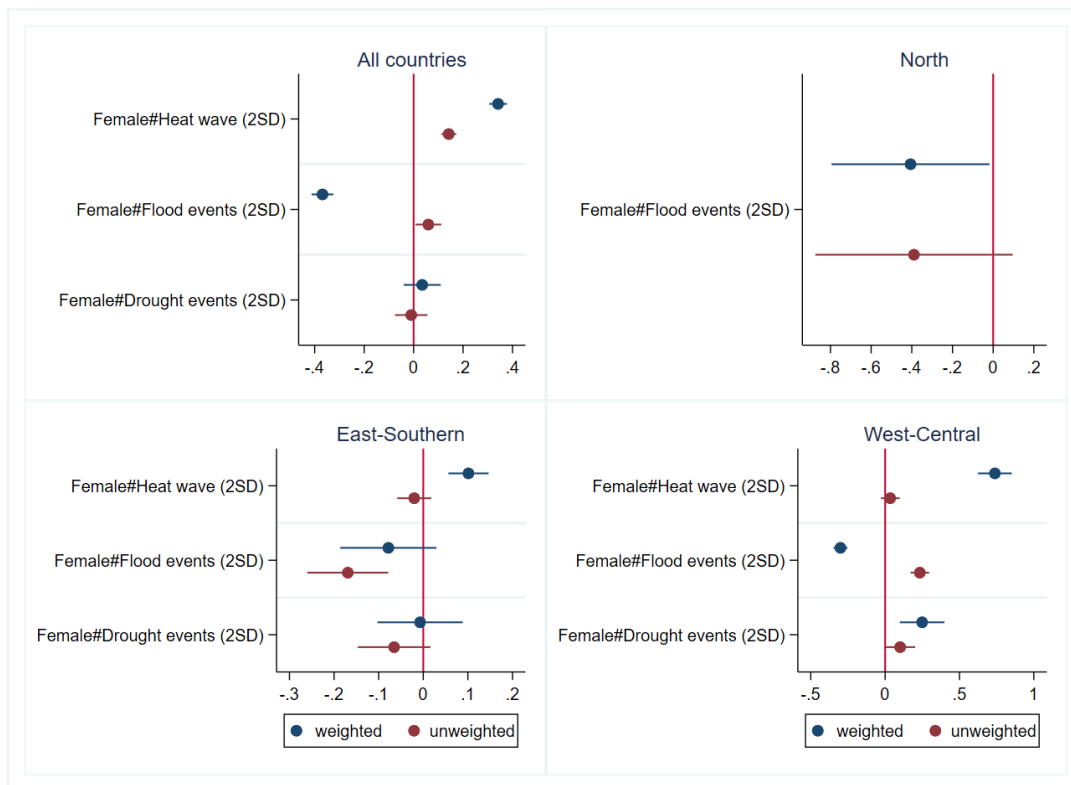 All countries
Female#Heat wave (2SD)
Female#Flood events (2SD)
Female#Drought events (2SD)
-.4 -.2 0 .2 .4
North
Female#Flood events (2SD)
-.8 -.6 -.4 -.2 0 .2
East-Southern
Female#Heat wave (2SD)
Female#Flood events (2SD)
Female#Drought events (2SD)
-.3 -.2 -.1 0 .1 .2
weighted unweighted
West-Central
Female#Heat wave (2SD)
Female#Flood events (2SD)
Female#Drought events (2SD)
-.5 0 .5 1
weighted unweighted